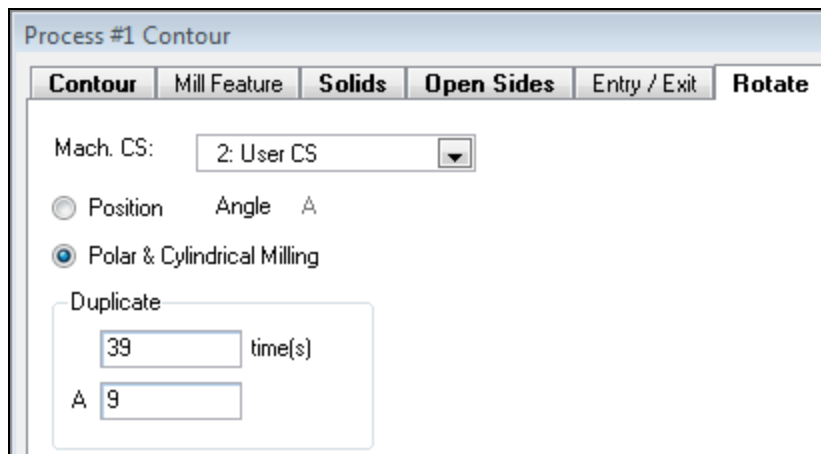 Process #1 Contour
Contour Mill Feature Solids Open Sides Entry / Exit Rotate
Mach. CS: 2: User CS
Position Angle A
Polar & Cylindrical Milling
Duplicate
39 time(s)
A 9